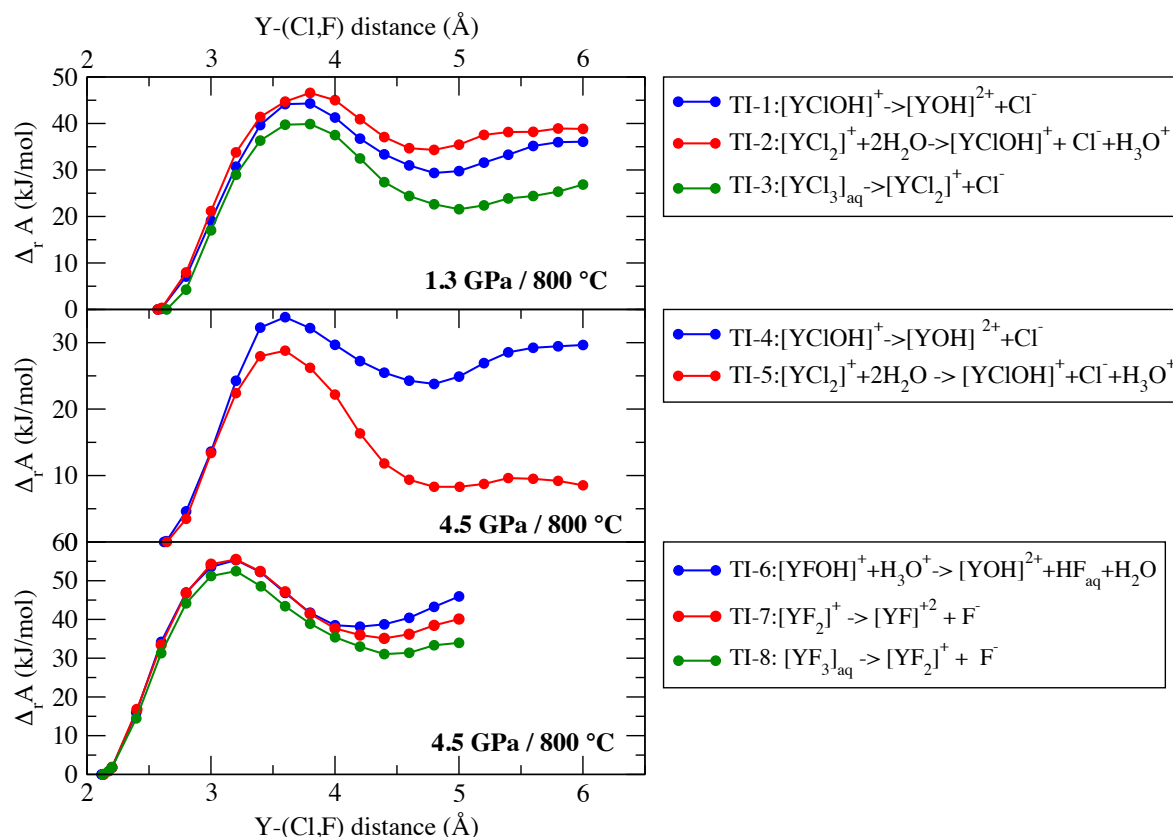 Y-(Cl,F) distance (Å)
2 3 4 5 6
50
40
30
20
10
0
Δr A (kJ/mol)
1.3 GPa / 800 °C
TI-1:[YClOH]+->[YOH]2++Cl-
TI-2:[YCl2]++2H2O->[YClOH]++ Cl-+H3O+
TI-3:[YCl3]aq->[YCl2]++Cl-
30
20
10
0
ΔrA (kJ/mol)
4.5 GPa / 800 °C
TI-4:[YClOH]+->[YOH] 2++Cl-
TI-5:[YCl2]++2H2O -> [YClOH]++Cl-+H3O+
60
50
40
30
20
10
0
Δr A (kJ/mol)
4.5 GPa / 800 °C
TI-6:[YFOH]++H3O+-> [YOH]2++HFaq+H2O
TI-7:[YF2]+ -> [YF]+2 + F-
TI-8: [YF3]aq -> [YF2]+ + F-
2 3 4 5 6
Y-(Cl,F) distance (Å)